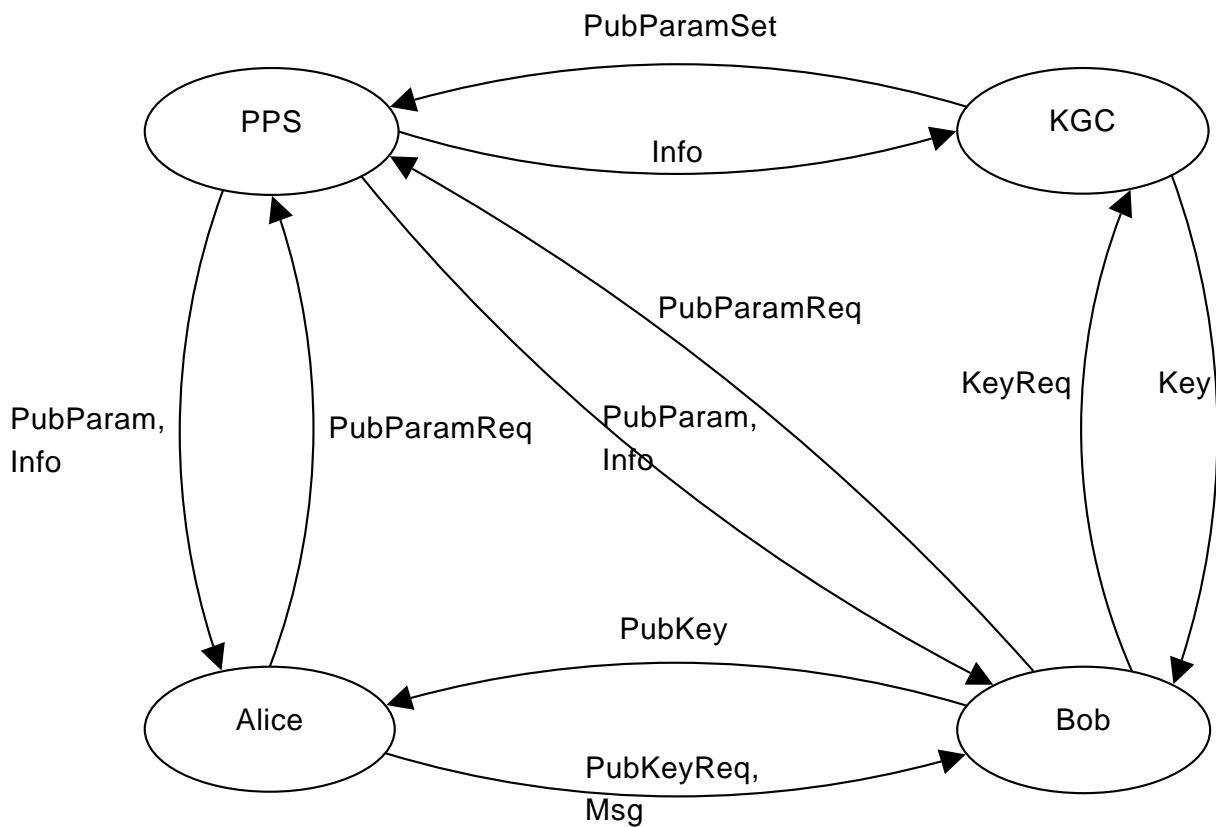 PubParamSet
PPS
KGC
Info
PubParamReq
KeyReq
Key
PubParam,
Info
PubParamReq
PubParam,
Info
PubKey
Alice
Bob
PubKeyReq,
Msg